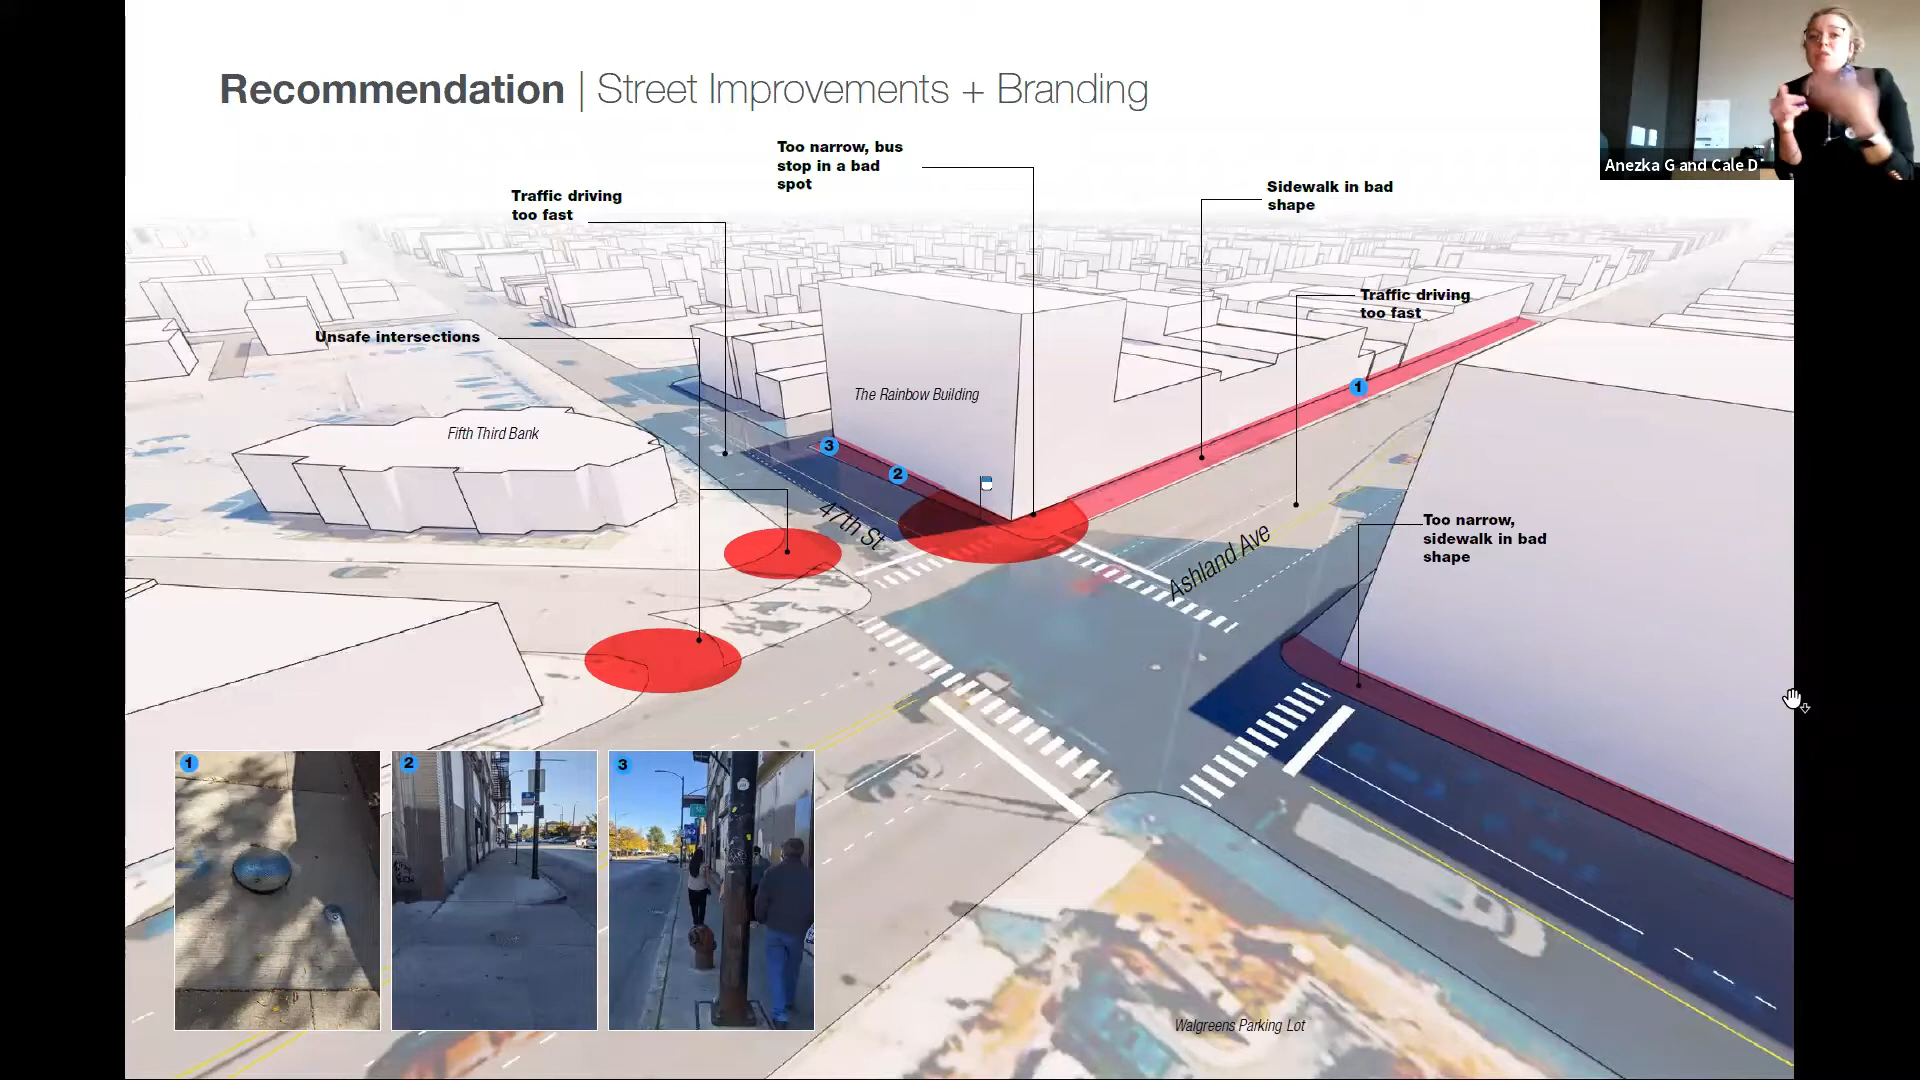 Recommendation | Street Improvements + Branding
Anezka G and Cale D
Too narrow, bus
stop in a bad
spot
Traffic driving
too fast
Sidewalk in bad
shape
Traffic driving
too fast
Unsafe intersections
The Rainbow Building
Fifth Third Bank
1
3
2
47th St
Ashland Ave
Too narrow,
sidewalk in bad
shape
1
2
3
Walgreens Parking Lot